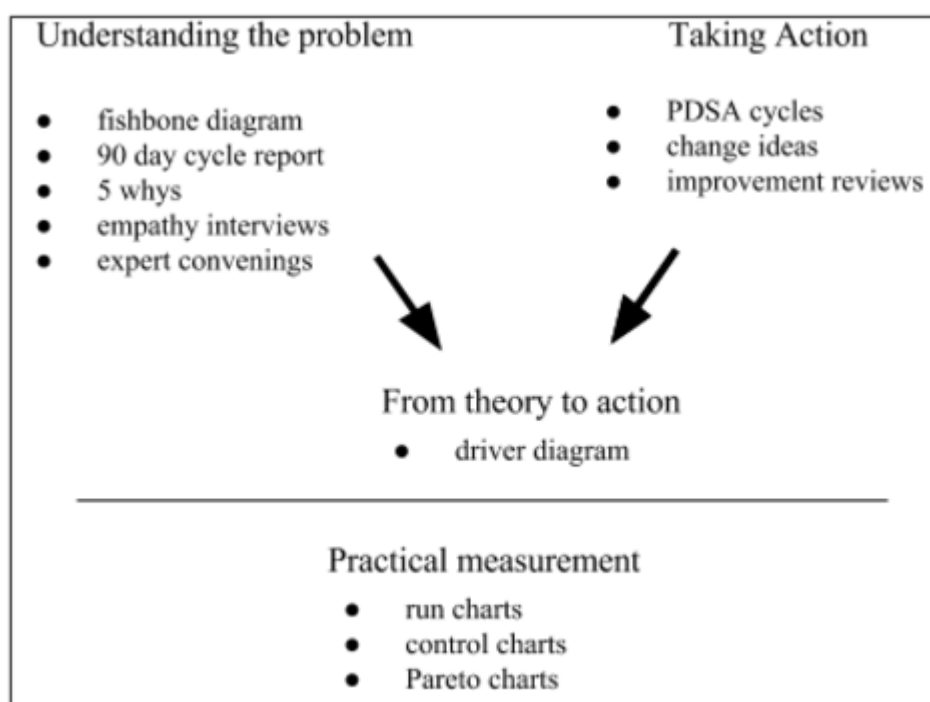 Understanding the problem
● fishbone diagram
● 90 day cycle report
● 5 whys
● empathy interviews
● expert convenings
Taking Action
● PDSA cycles
● change ideas
● improvement reviews
From theory to action
● driver diagram
Practical measurement
● run charts
● control charts
● Pareto charts